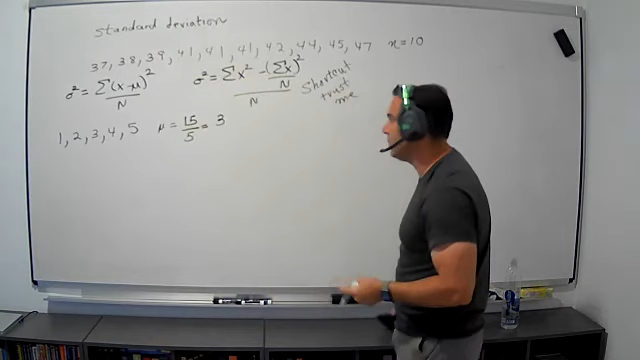 standard deviation
37, 38, 39, 41, 41, 41, 42, 44, 45, 47 n=10
σ² = Σ(x-μ)² / N σ² = Σx² - (Σx)² / N / N Shortcut trust me
1, 2, 3, 4, 5 μ = 15/5 = 3